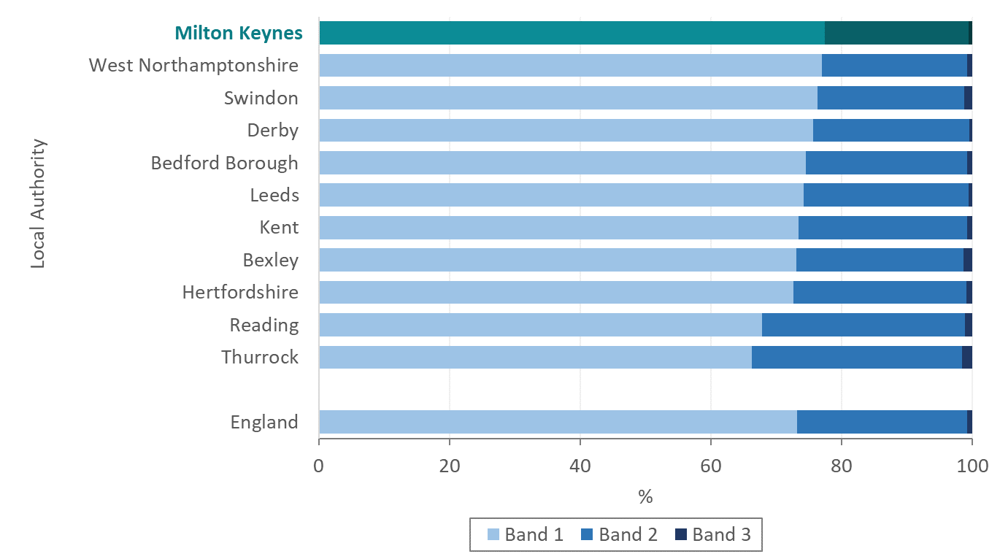 Milton Keynes
West Northamptonshire
Swindon
Derby
Bedford Borough
Leeds
Kent
Bexley
Hertfordshire
Reading
Thurrock
England
Local Authority
0 20 40 60 80 100
%
Band 1 Band 2 Band 3